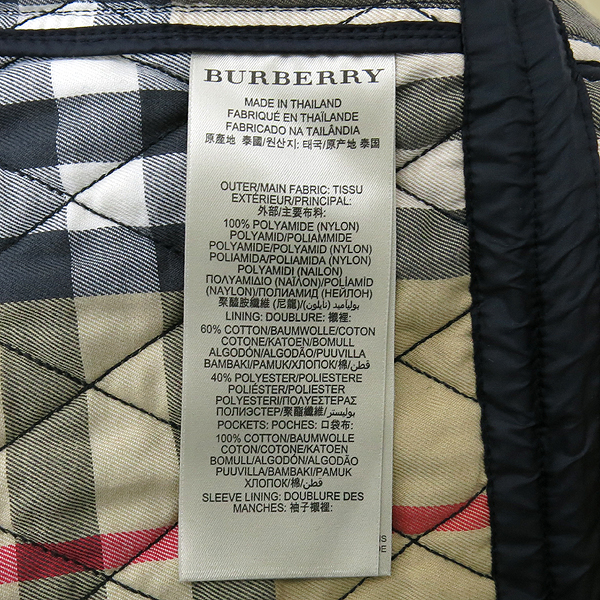 BURBERRY
MADE IN THAILAND
FABRIQUÉ EN THAÏLANDE
FABRICADO NA TAILÂNDIA
原產地 泰國/원산지: 태국/原产地 泰国
OUTER/MAIN FABRIC: TISSU
EXTÉRIEUR/PRINCIPAL:
外部/主要布料:
100% POLYAMIDE (NYLON)
POLYAMID/POLIAMMIDE
POLYAMIDE/POLYAMID (NYLON)
POLIAMIDA/POLIAMIDA (NYLON)
POLYAMIDI (NAILON)
ΠΟΛΥΑΜΙΔΙΟ (ΝΑΪΛΟΝ)/POLİAMİD
(NAYLON)/ПОЛИАМИД (НЕЙЛОН)
聚醯胺纖維 (尼龍)/(نايلون) بوليأميد
LINING: DOUBLURE: 襯裡:
60% COTTON/BAUMWOLLE/COTON
COTONE/KATOEN/BOMULL
ALGODÓN/ALGODÃO/PUUVILLA
BAMBAKI/PAMUK/ХЛОПОК/棉/قطن
40% POLYESTER/POLIESTERE
POLIÉSTER/POLIESTER
POLYESTERI/ΠΟΛΥΕΣΤΕΡΑΣ
ПОЛИЭСТЕР/聚酯纖維/بوليستر
POCKETS: POCHES: 口袋布:
100% COTTON/BAUMWOLLE
COTON/COTONE/KATOEN
BOMULL/ALGODÓN/ALGODÃO
PUUVILLA/BAMBAKI/PAMUK
ХЛОПОК/棉/قطن
SLEEVE LINING: DOUBLURE DES
MANCHES: 袖子襯裡: